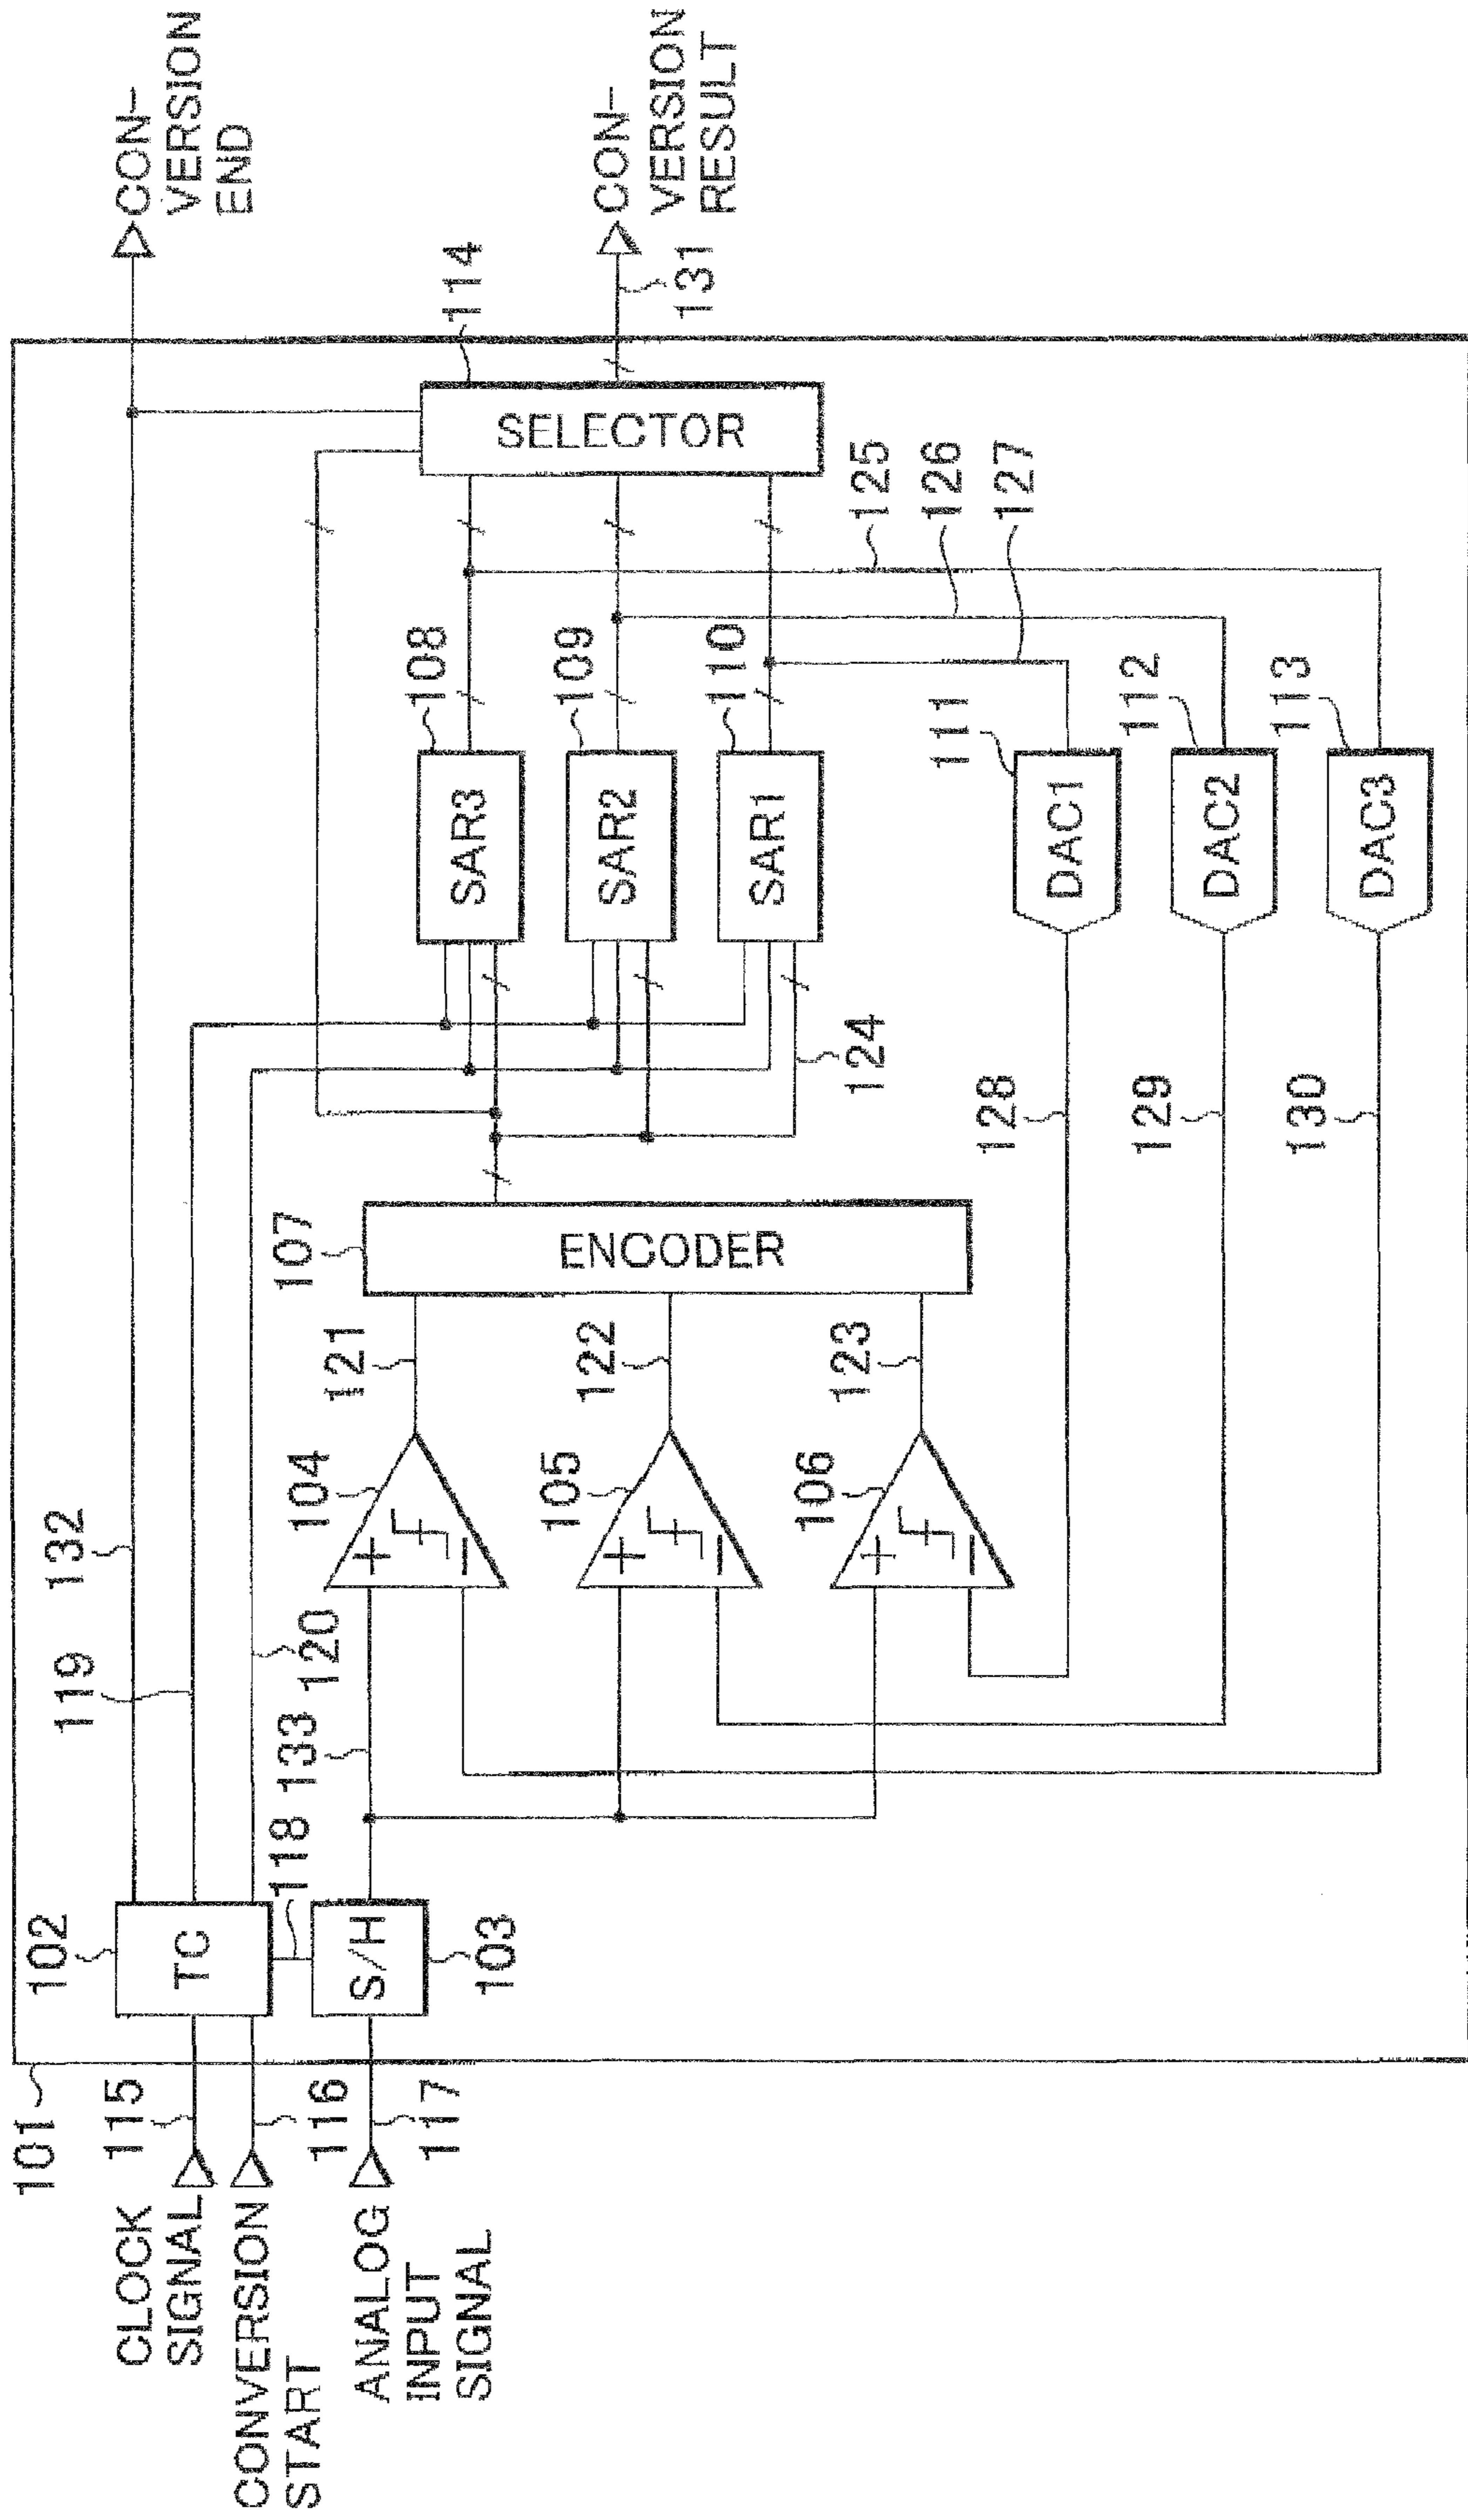 101
CLOCK
SIGNAL
115
CONVERSION
START
116
ANALOG
INPUT
SIGNAL
117
102
TC
118
S/H
103
132
119
120
133
104
+
−
105
+
−
106
+
−
121
122
123
107
ENCODER
124
108
SAR3
109
SAR2
110
SAR1
111
DAC1
112
DAC2
113
DAC3
128
129
130
125
126
127
114
SELECTOR
131
CON-
VERSION
END
CON-
VERSION
RESULT